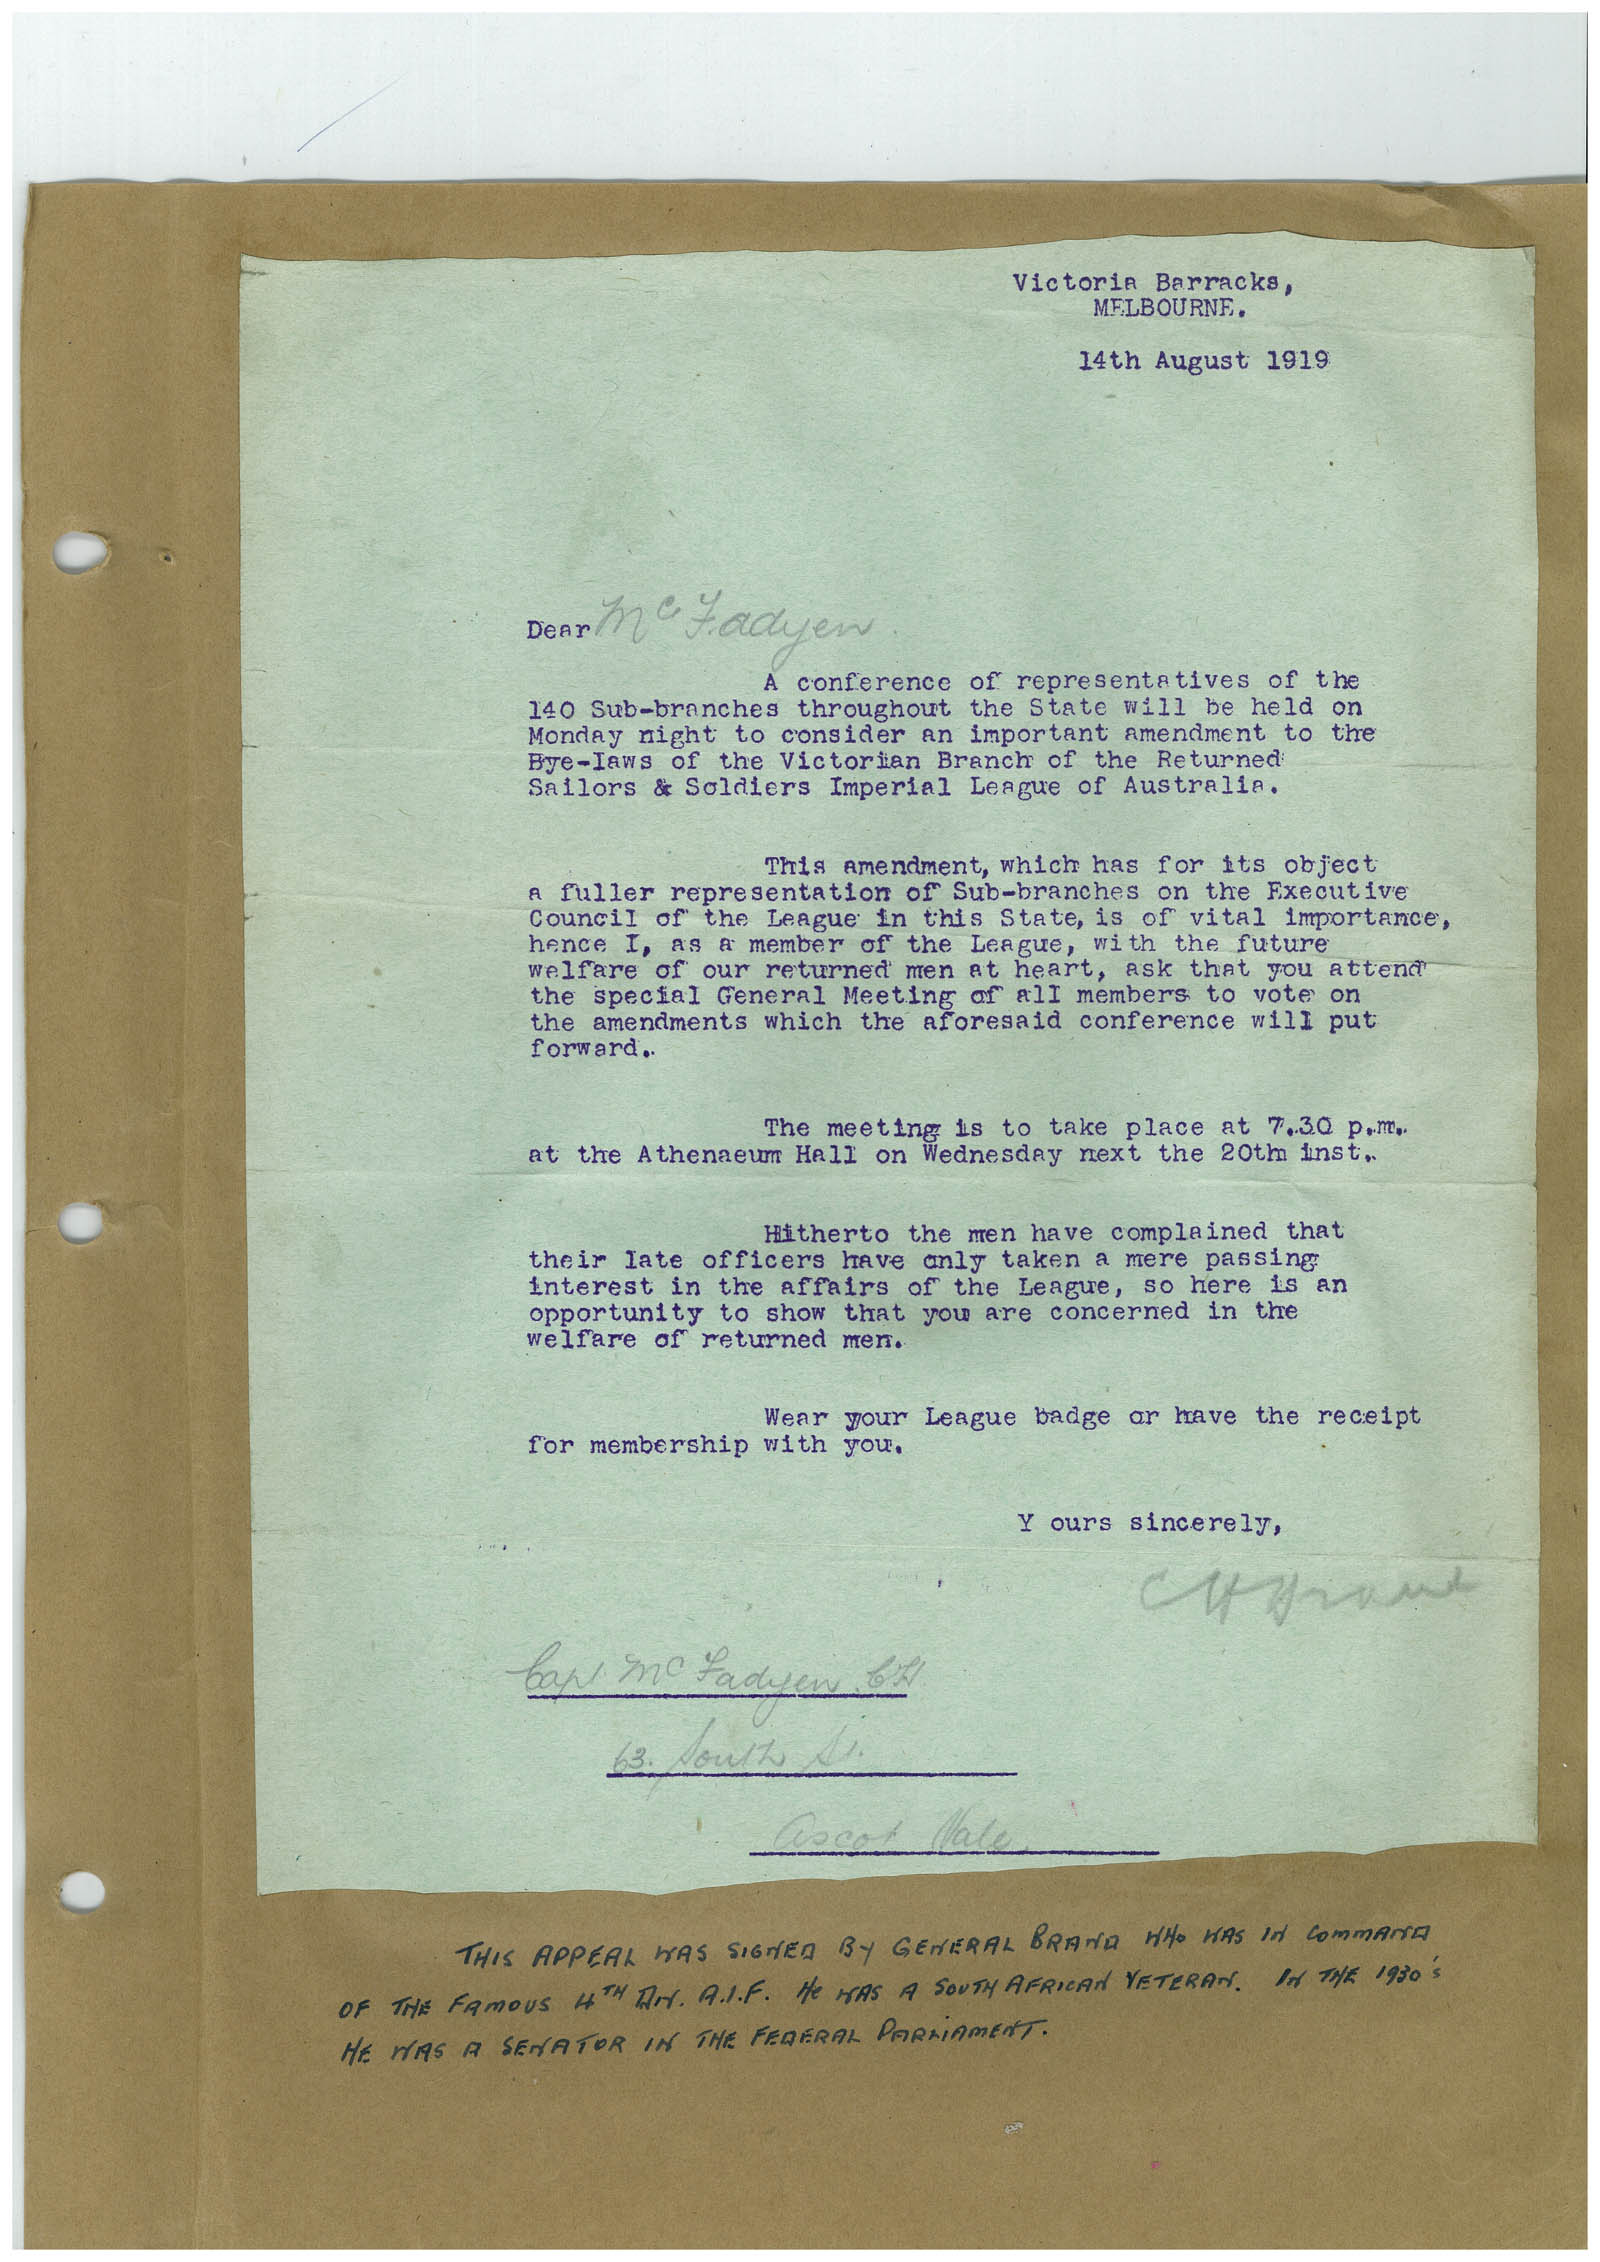 Victoria Barracks,
MELBOURNE.
14th August 1919
Dear McFadyen
A conference of representatives of the
140 Sub-branches throughout the State will be held on
Monday night to consider an important amendment to the
Bye-laws of the Victorian Branch of the Returned
Sailors & Soldiers Imperial League of Australia.
This amendment, which has for its object
a fuller representation of Sub-branches on the Executive
Council of the League in this State, is of vital importance,
hence I, as a member of the League, with the future
welfare of our returned men at heart, ask that you attend
the special General Meeting of all members to vote on
the amendments which the aforesaid conference will put
forward.
The meeting is to take place at 7.30 p.m.
at the Athenaeum Hall on Wednesday next the 20th inst.
Hitherto the men have complained that
their late officers have only taken a mere passing
interest in the affairs of the League, so here is an
opportunity to show that you are concerned in the
welfare of returned men.
Wear your League badge or have the receipt
for membership with you.
Y ours sincerely,
C H Brand
Capt McFadyen
63. South St.
Ascot Vale.
THIS APPEAL WAS SIGNED BY GENERAL BRAND WHO WAS IN COMMAND
OF THE FAMOUS 4TH DIV. A.I.F. HE WAS A SOUTH AFRICAN VETERAN. IN THE 1930's
HE WAS A SENATOR IN THE FEDERAL PARLIAMENT.